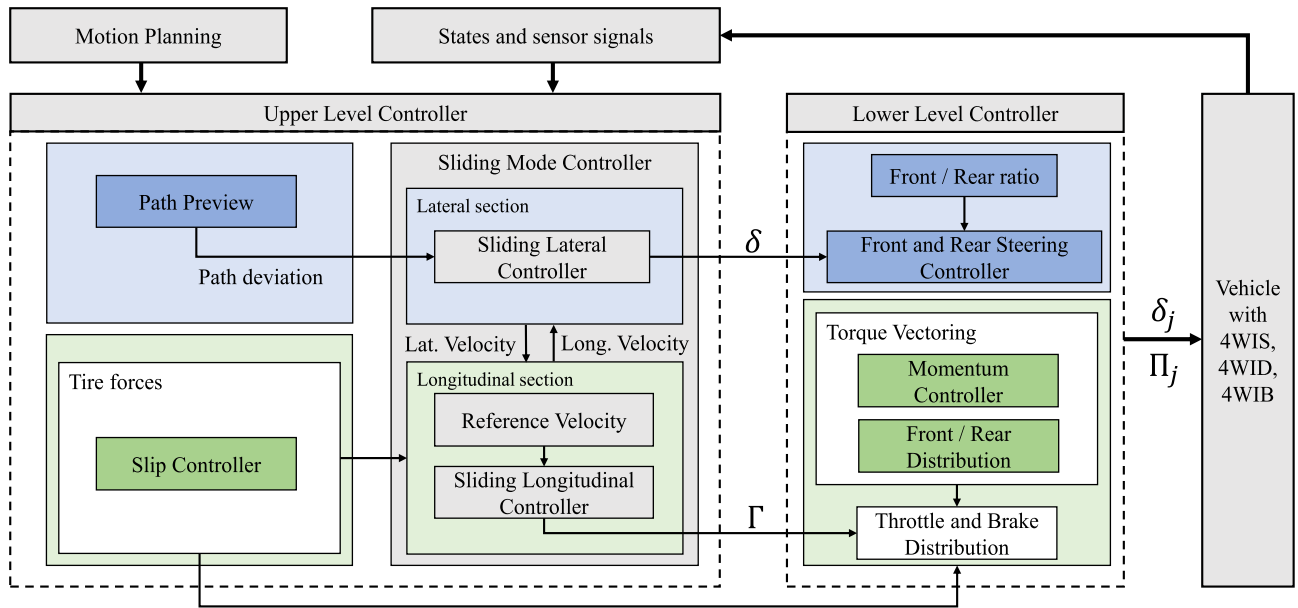 Motion Planning
States and sensor signals
Upper Level Controller
Lower Level Controller
Path Preview
Path deviation
Sliding Mode Controller
Lateral section
Sliding Lateral
Controller
δ
Front / Rear ratio
Front and Rear Steering
Controller
Lat. Velocity
Long. Velocity
Tire forces
Slip Controller
Longitudinal section
Reference Velocity
Sliding Longitudinal
Controller
Γ
Torque Vectoring
Momentum
Controller
Front / Rear
Distribution
Throttle and Brake
Distribution
δj
Πj
Vehicle
with
4WIS,
4WID,
4WIB